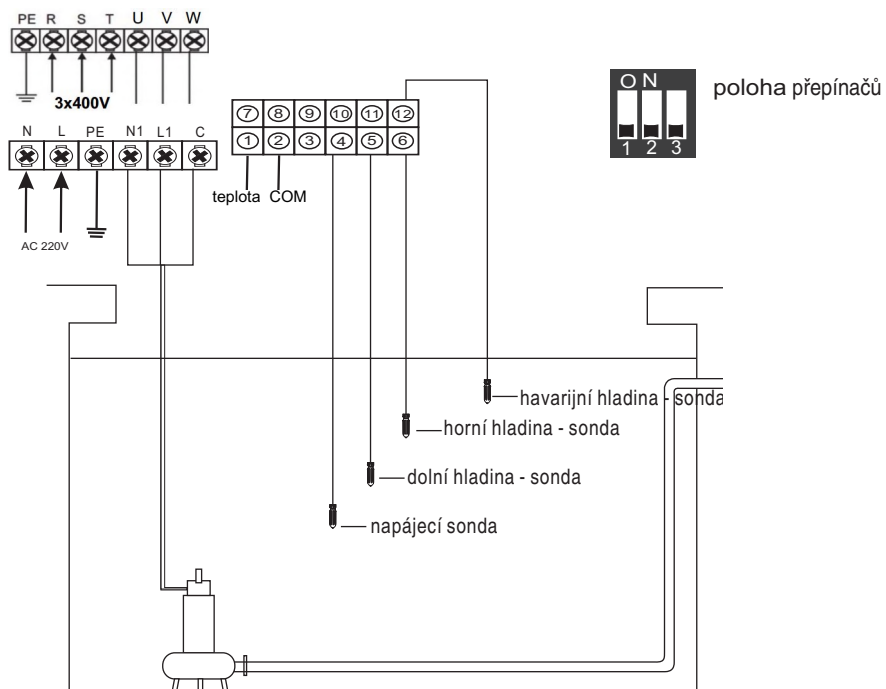 PE R S T U V W
3x400V
N L PE N1 L1 C
AC 220V
7 8 9 10 11 12
1 2 3 4 5 6
teplota COM
ON
1 2 3
poloha přepínačů
havarijní hladina - sonda
horní hladina - sonda
dolní hladina - sonda
napájecí sonda